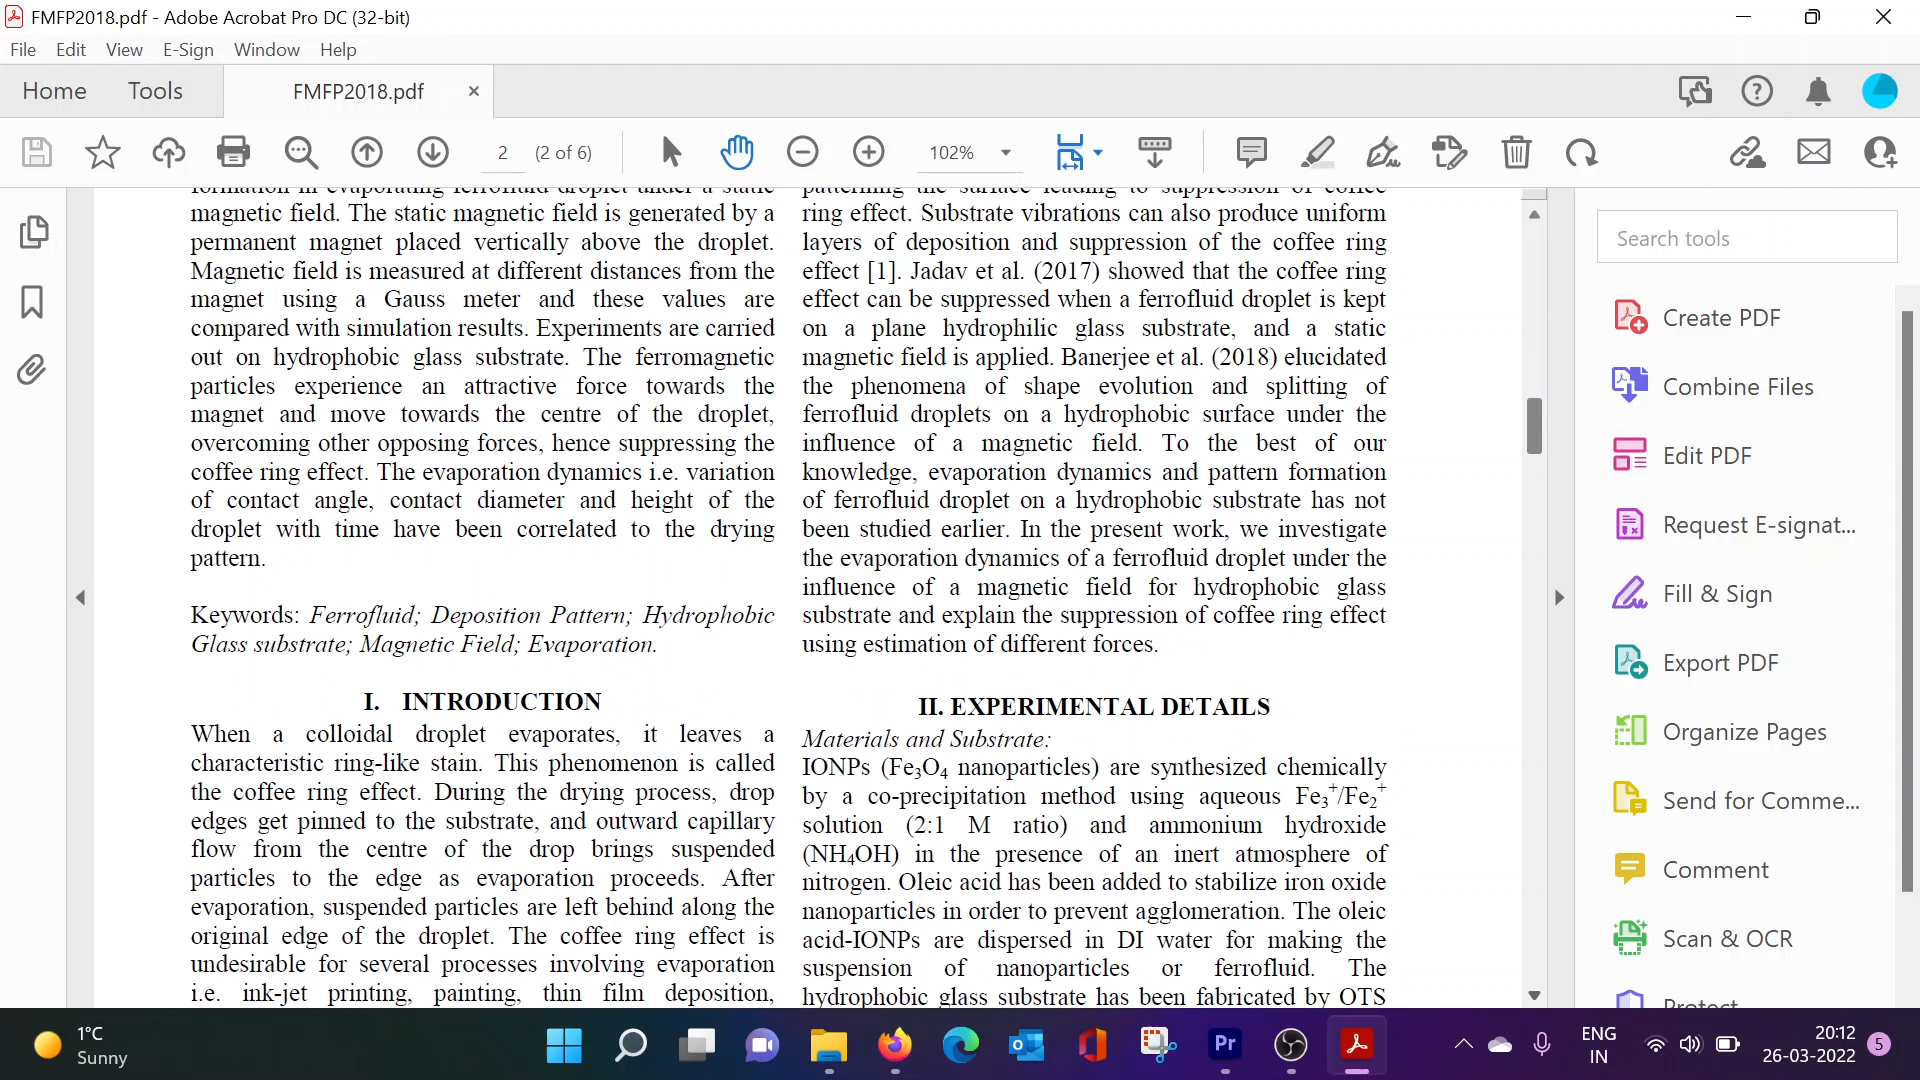 FMFP2018.pdf - Adobe Acrobat Pro DC (32-bit)
File Edit View E-Sign Window Help
Home Tools FMFP2018.pdf
2 (2 of 6) 102%
formation in evaporating ferrofluid droplet under a static
magnetic field. The static magnetic field is generated by a
permanent magnet placed vertically above the droplet.
Magnetic field is measured at different distances from the
magnet using a Gauss meter and these values are
compared with simulation results. Experiments are carried
out on hydrophobic glass substrate. The ferromagnetic
particles experience an attractive force towards the
magnet and move towards the centre of the droplet,
overcoming other opposing forces, hence suppressing the
coffee ring effect. The evaporation dynamics i.e. variation
of contact angle, contact diameter and height of the
droplet with time have been correlated to the drying
pattern.
Keywords: Ferrofluid; Deposition Pattern; Hydrophobic
Glass substrate; Magnetic Field; Evaporation.
I. INTRODUCTION
When a colloidal droplet evaporates, it leaves a
characteristic ring-like stain. This phenomenon is called
the coffee ring effect. During the drying process, drop
edges get pinned to the substrate, and outward capillary
flow from the centre of the drop brings suspended
particles to the edge as evaporation proceeds. After
evaporation, suspended particles are left behind along the
original edge of the droplet. The coffee ring effect is
undesirable for several processes involving evaporation
i.e. ink-jet printing, painting, thin film deposition,
patterning the surface leading to suppression of coffee
ring effect. Substrate vibrations can also produce uniform
layers of deposition and suppression of the coffee ring
effect [1]. Jadav et al. (2017) showed that the coffee ring
effect can be suppressed when a ferrofluid droplet is kept
on a plane hydrophilic glass substrate, and a static
magnetic field is applied. Banerjee et al. (2018) elucidated
the phenomena of shape evolution and splitting of
ferrofluid droplets on a hydrophobic surface under the
influence of a magnetic field. To the best of our
knowledge, evaporation dynamics and pattern formation
of ferrofluid droplet on a hydrophobic substrate has not
been studied earlier. In the present work, we investigate
the evaporation dynamics of a ferrofluid droplet under the
influence of a magnetic field for hydrophobic glass
substrate and explain the suppression of coffee ring effect
using estimation of different forces.
II. EXPERIMENTAL DETAILS
Materials and Substrate:
IONPs (Fe₃O₄ nanoparticles) are synthesized chemically
by a co-precipitation method using aqueous Fe₃⁺/Fe₂⁺
solution (2:1 M ratio) and ammonium hydroxide
(NH₄OH) in the presence of an inert atmosphere of
nitrogen. Oleic acid has been added to stabilize iron oxide
nanoparticles in order to prevent agglomeration. The oleic
acid-IONPs are dispersed in DI water for making the
suspension of nanoparticles or ferrofluid. The
hydrophobic glass substrate has been fabricated by OTS
Search tools
Create PDF
Combine Files
Edit PDF
Request E-signat...
Fill & Sign
Export PDF
Organize Pages
Send for Comme...
Comment
Scan & OCR
Protect
1°C
Sunny
Pr
ENG
IN
20:12
26-03-2022
5